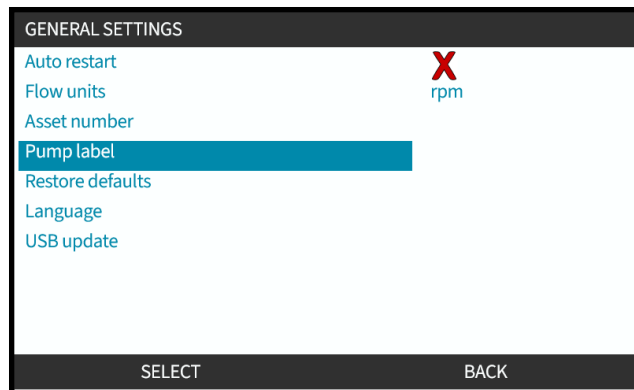 GENERAL SETTINGS
Auto restart X
Flow units rpm
Asset number
Pump label
Restore defaults
Language
USB update
SELECT BACK